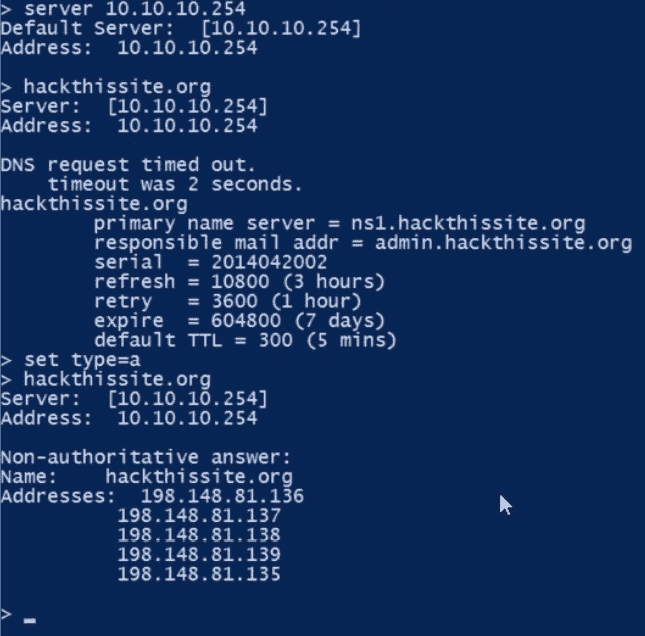 > server 10.10.10.254
Default Server:  [10.10.10.254]
Address:  10.10.10.254
> hackthissite.org
Server:  [10.10.10.254]
Address:  10.10.10.254
DNS request timed out.
    timeout was 2 seconds.
hackthissite.org
        primary name server = ns1.hackthissite.org
        responsible mail addr = admin.hackthissite.org
        serial  = 2014042002
        refresh = 10800 (3 hours)
        retry   = 3600 (1 hour)
        expire  = 604800 (7 days)
        default TTL = 300 (5 mins)
> set type=a
> hackthissite.org
Server:  [10.10.10.254]
Address:  10.10.10.254
Non-authoritative answer:
Name:    hackthissite.org
Addresses:  198.148.81.136
          198.148.81.137
          198.148.81.138
          198.148.81.139
          198.148.81.135
> _